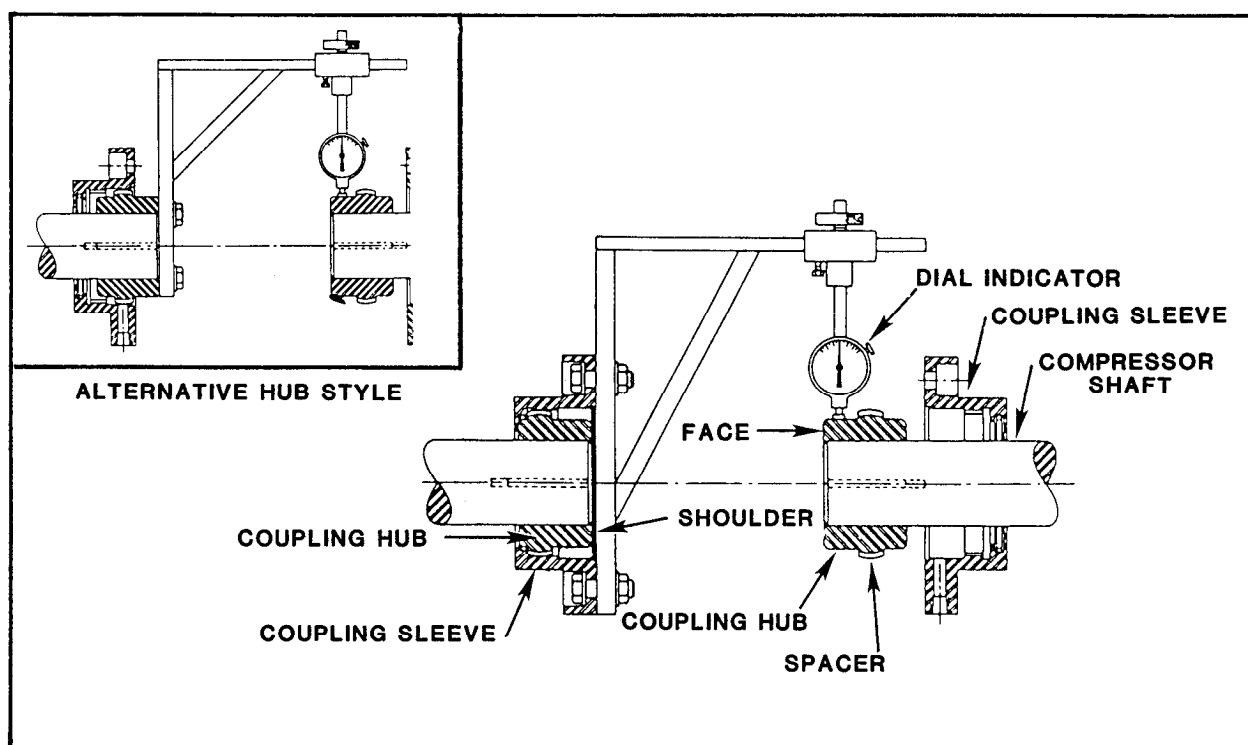 ALTERNATIVE HUB STYLE
DIAL INDICATOR
COUPLING SLEEVE
COMPRESSOR
SHAFT
FACE
SHOULDER
COUPLING HUB
COUPLING SLEEVE
COUPLING HUB
SPACER